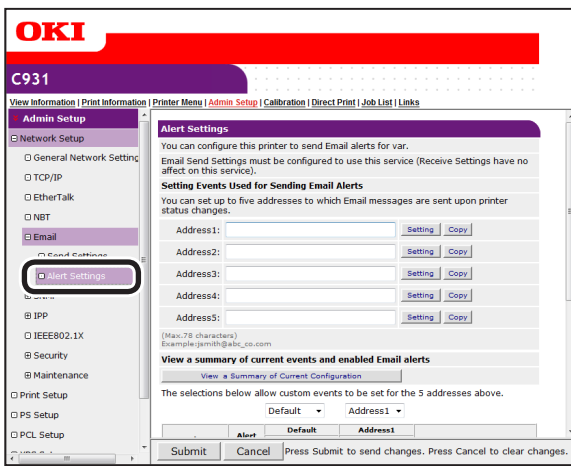 OKI
C931
View Information | Print Information | Printer Menu | Admin Setup | Calibration | Direct Print | Job List | Links
Admin Setup
Network Setup
General Network Setting
TCP/IP
EtherTalk
NBT
Email
Send Settings
Alert Settings
SNMP
IPP
IEEE802.1X
Security
Maintenance
Print Setup
PS Setup
PCL Setup
Alert Settings
You can configure this printer to send Email alerts for var.
Email Send Settings must be configured to use this service (Receive Settings have no
affect on this service).
Setting Events Used for Sending Email Alerts
You can set up to five addresses to which Email messages are sent upon printer
status changes.
Address1: Setting Copy
Address2: Setting Copy
Address3: Setting Copy
Address4: Setting Copy
Address5: Setting Copy
(Max.78 characters)
Example:jsmith@abc_co.com
View a summary of current events and enabled Email alerts
View a Summary of Current Configuration
The selections below allow custom events to be set for the 5 addresses above.
Default Address1
Alert Default Address1
Submit Cancel Press Submit to send changes. Press Cancel to clear changes.